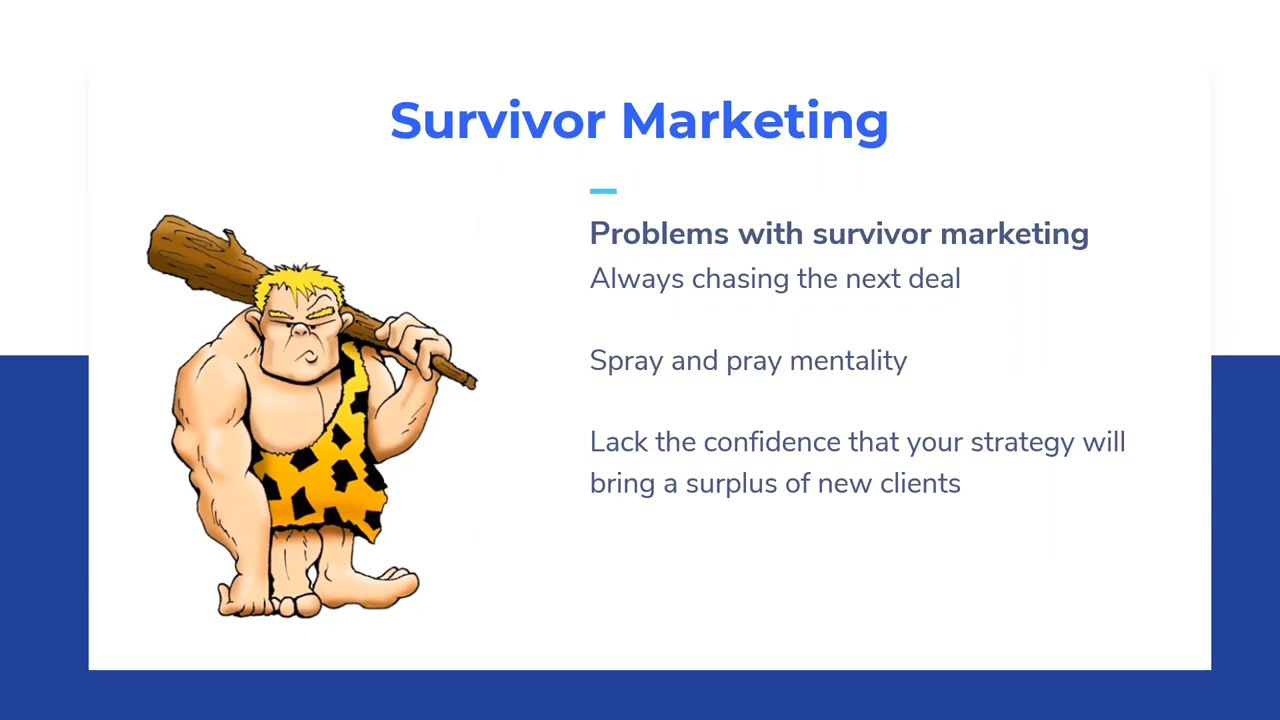 Survivor Marketing
Problems with survivor marketing
Always chasing the next deal
Spray and pray mentality
Lack the confidence that your strategy will
bring a surplus of new clients